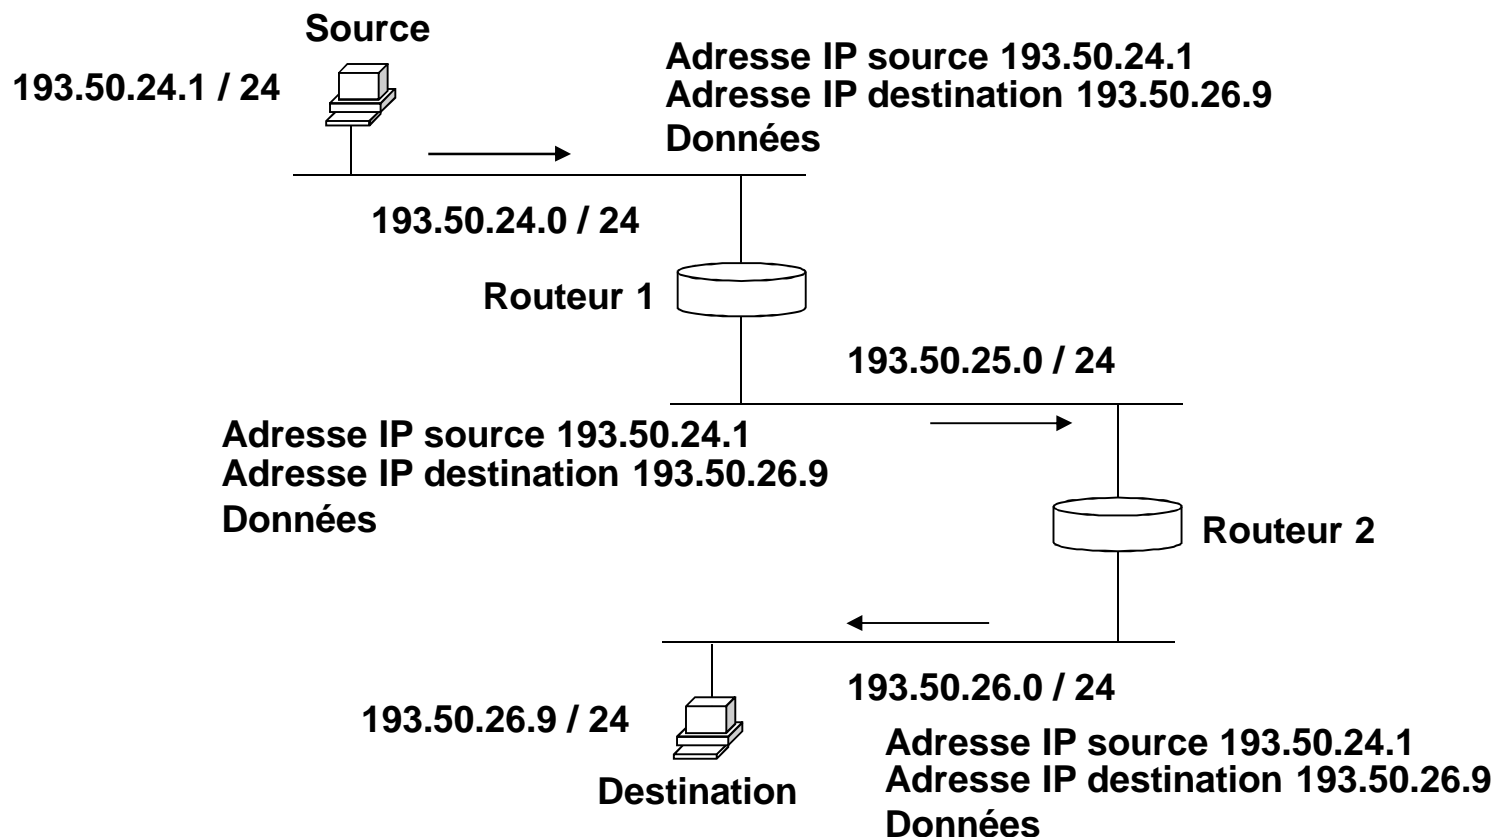 Source
193.50.24.1 / 24
Adresse IP source 193.50.24.1
Adresse IP destination 193.50.26.9
Données
193.50.24.0 / 24
Routeur 1
193.50.25.0 / 24
Adresse IP source 193.50.24.1
Adresse IP destination 193.50.26.9
Données
Routeur 2
193.50.26.0 / 24
193.50.26.9 / 24
Destination
Adresse IP source 193.50.24.1
Adresse IP destination 193.50.26.9
Données